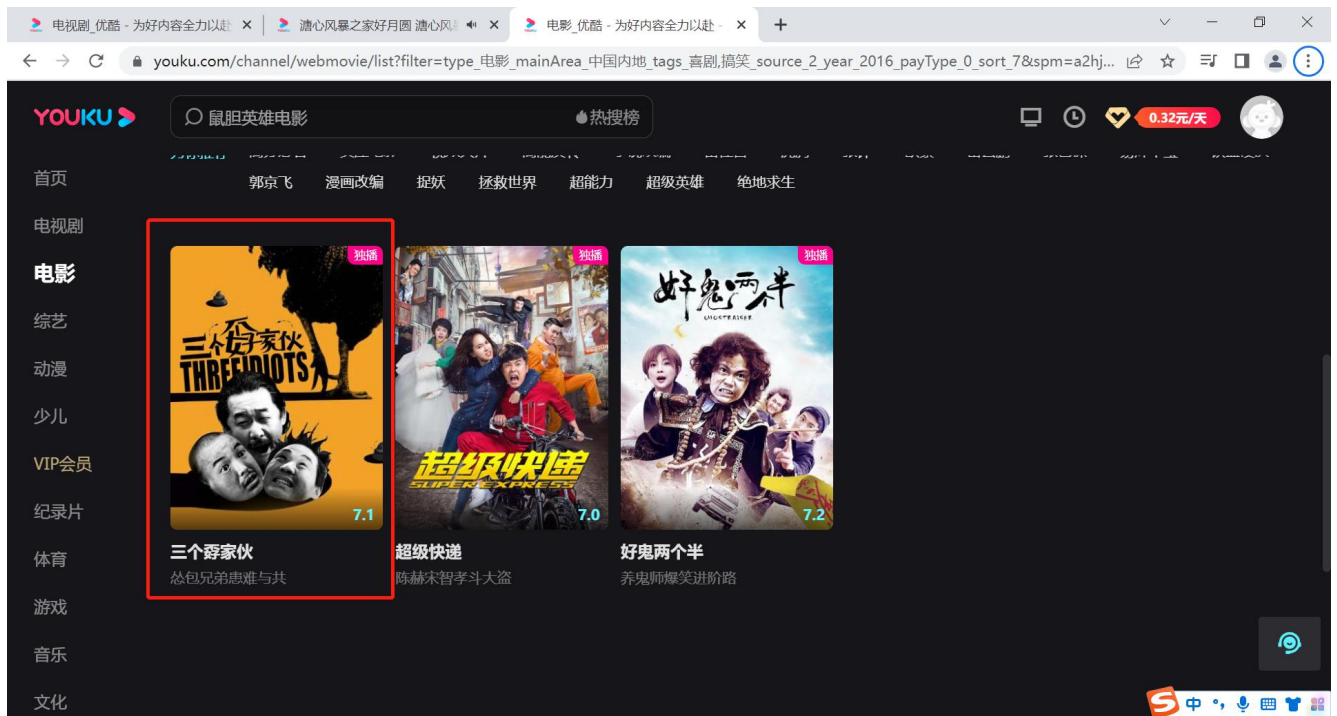 电视剧_优酷 - 为好内容全力以赴
溏心风暴之家好月圆 溏心风暴
电影_优酷 - 为好内容全力以赴 -
youku.com/channel/webmovie/list?filter=type_电影_mainArea_中国内地_tags_喜剧,搞笑_source_2_year_2016_payType_0_sort_7&spm=a2hj...
YOUKU
鼠胆英雄电影
热搜榜
0.32元/天
首页
郭京飞 漫画改编 捉妖 拯救世界 超能力 超级英雄 绝地求生
电视剧
电影
综艺
动漫
少儿
VIP会员
纪录片
体育
游戏
音乐
文化
独播
三个孬家伙
THREE IDIOTS
7.1
三个孬家伙
怂包兄弟患难与共
独播
超级快递
SUPER EXPRESS
7.0
超级快递
陈赫宋智孝斗大盗
独播
好鬼两个半
7.2
好鬼两个半
养鬼师爆笑进阶路
中